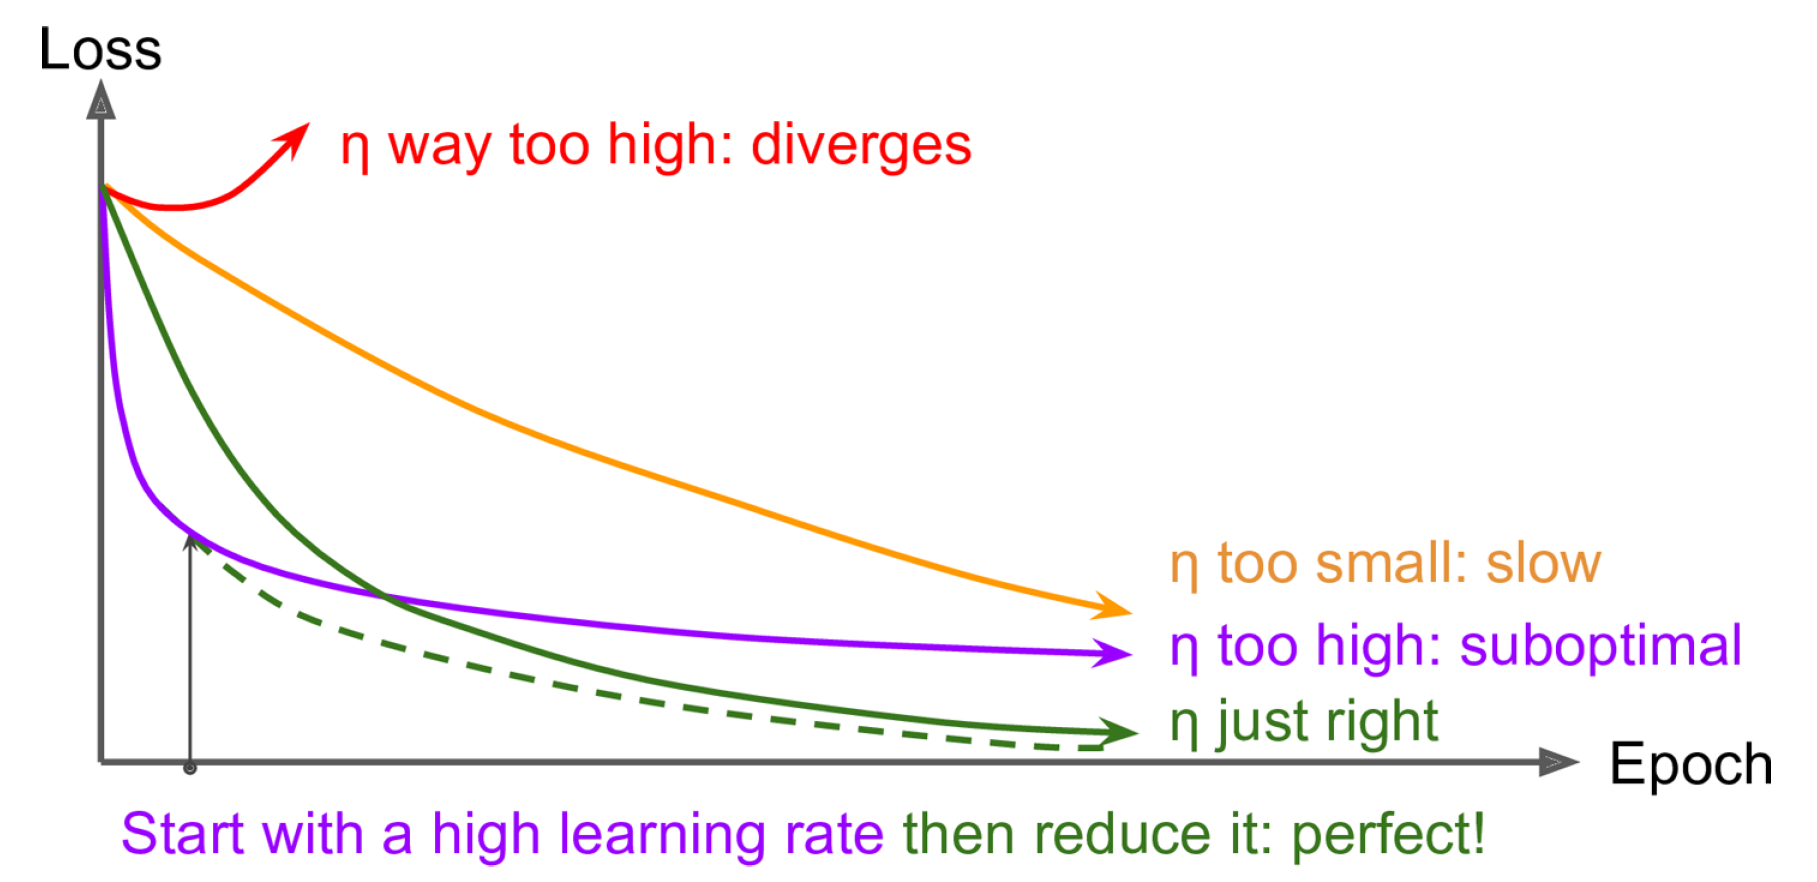 Loss
η way too high: diverges
η too small: slow
η too high: suboptimal
η just right
Epoch
Start with a high learning rate then reduce it: perfect!